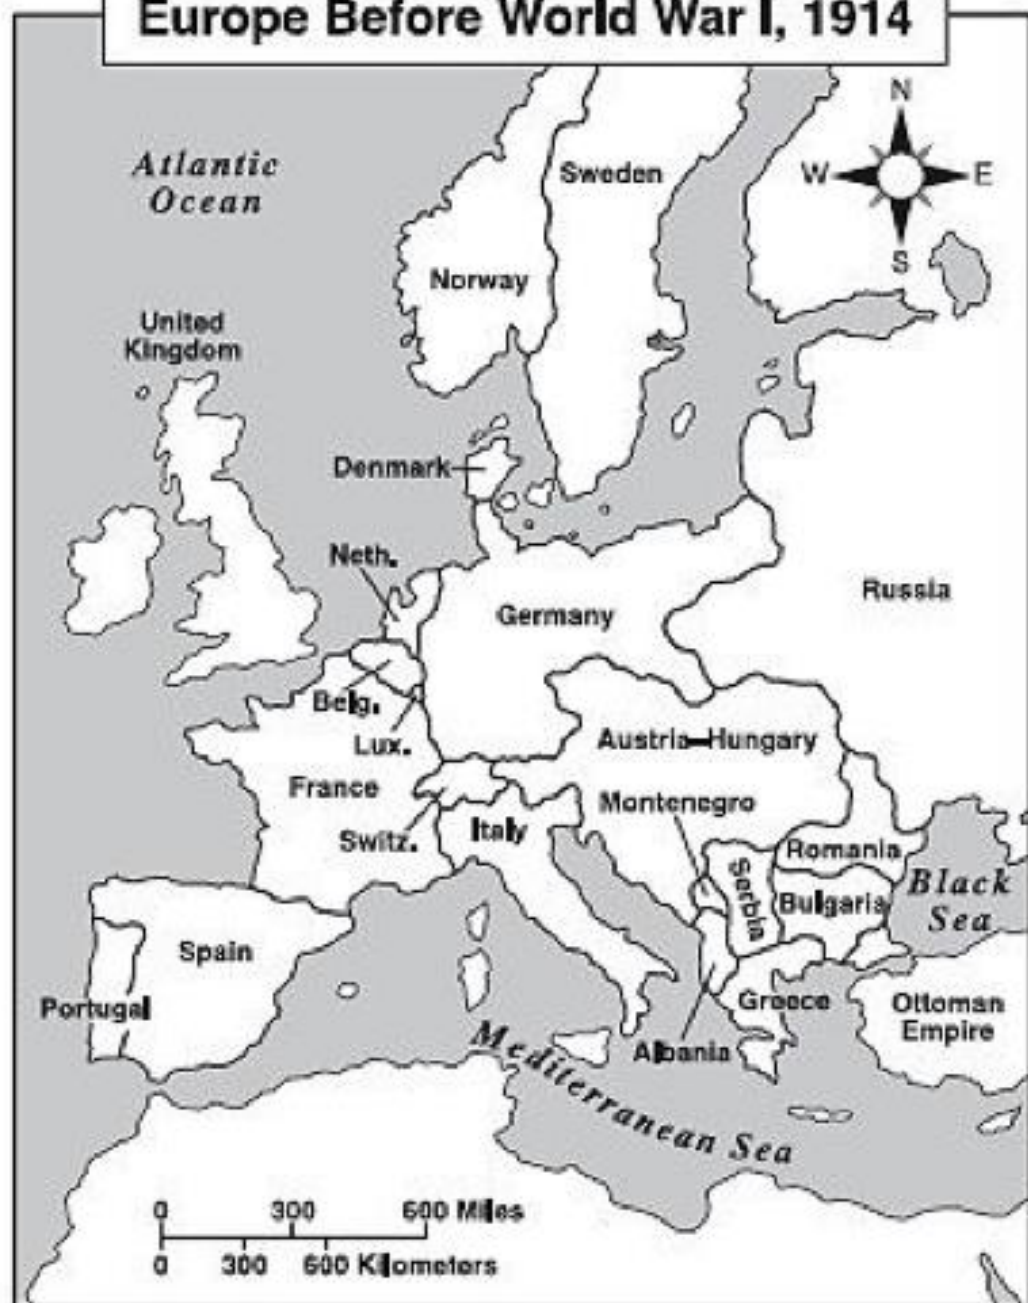 Europe Before World War I, 1914
N
W E
S
Atlantic
Ocean
Sweden
Norway
United
Kingdom
Denmark
Neth.
Germany
Russia
Belg.
Lux.
Austria-Hungary
France
Montenegro
Switz.
Italy
Romania
Serbia
Bulgaria
Black
Sea
Spain
Portugal
Greece
Ottoman
Empire
Albania
Mediterranean Sea
0 300 600 Miles
0 300 600 Kilometers